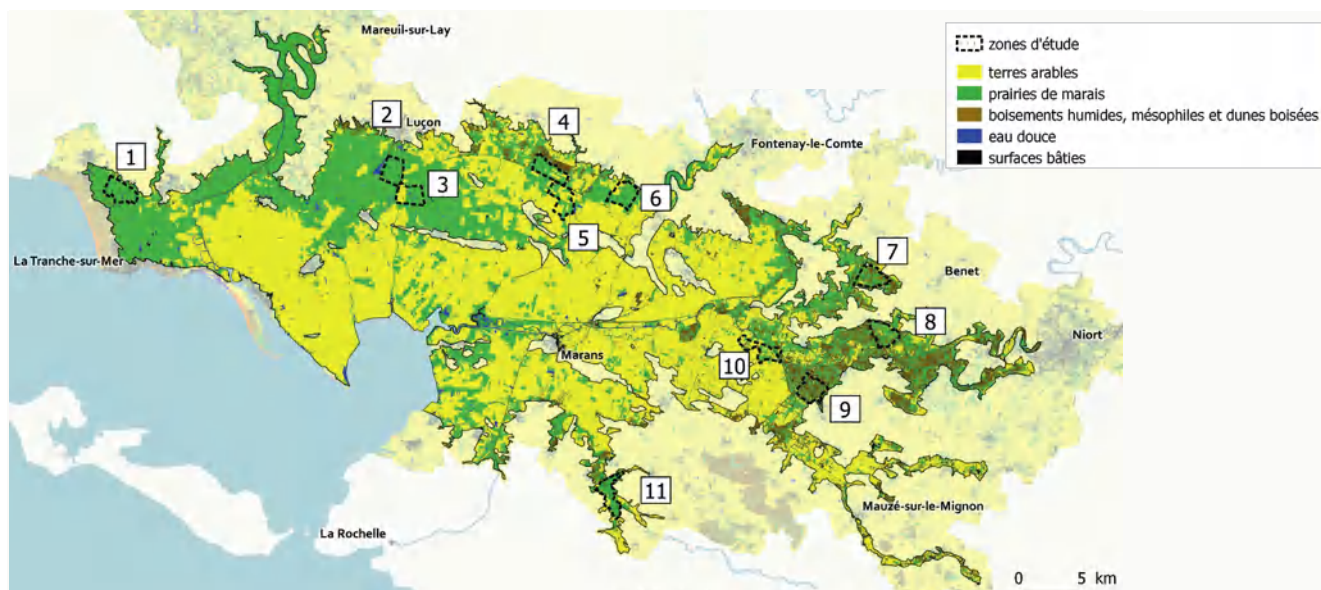 Mareuil-sur-Lay
zones d'étude
terres arables
prairies de marais
boisements humides, mésophiles et dunes boisées
eau douce
surfaces bâties
2
Luçon
4
Fontenay-le-Comte
1
3
6
5
La Tranche-sur-Mer
7
Benet
8
Niort
Marans
10
9
11
Mauzé-sur-le-Mignon
La Rochelle
0 5 km